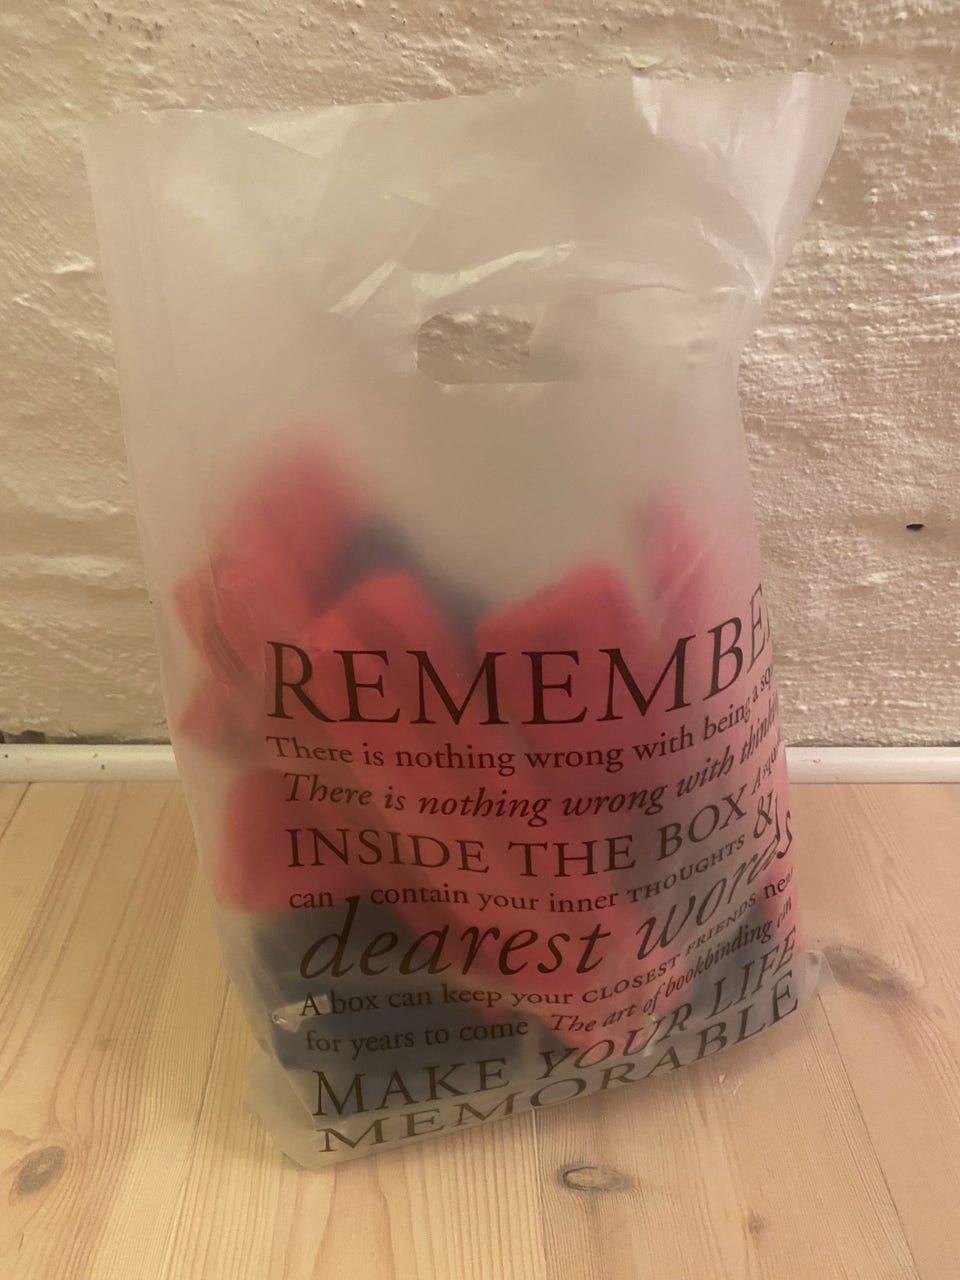 REMEMBE
There is nothing wrong with being a
There is nothing wrong with
INSIDE THE BOX A
can contain your inner THOUGHTS &
dearest words
A box can keep your CLOSEST FRIENDS
for years to come The art of bookbinding can
MAKE YOUR LIFE
MEMORABLE